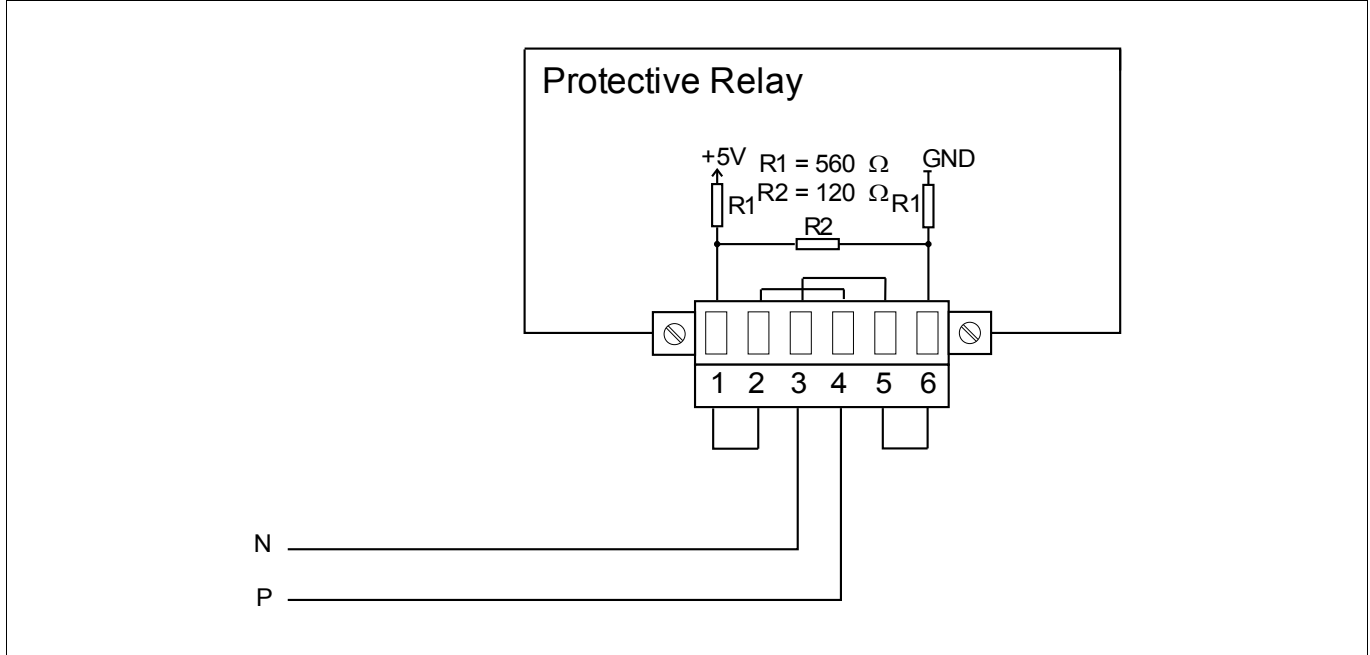 Protective Relay
+5V R1 = 560 Ω GND
R2 = 120 Ω
R1 R1
R2
1 2 3 4 5 6
N
P